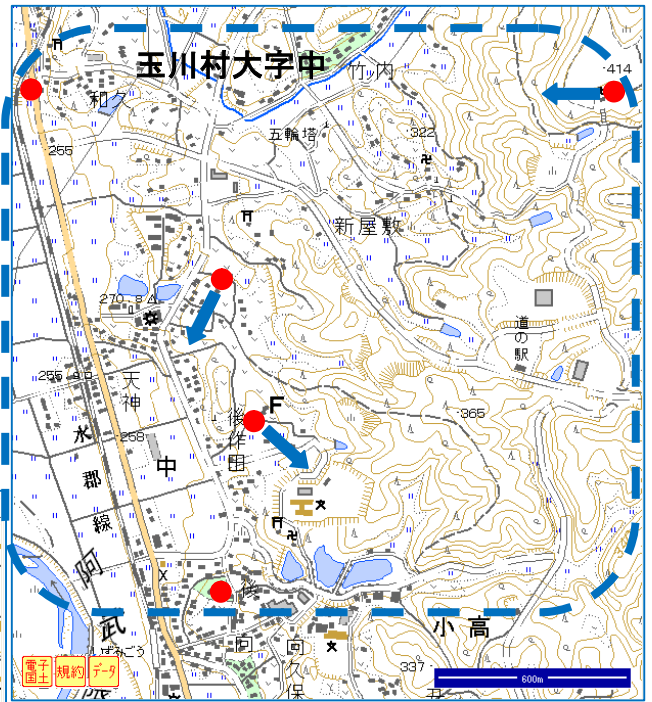 玉川村大字中
竹内
和久
414
五輪塔
322
255
新屋敷
270.8
道の駅
255
天神
365
F
後作田
258
水郡線
中
阿武
いずみごう
向
向久保
小高
337
電子国土
規約
データ
600m